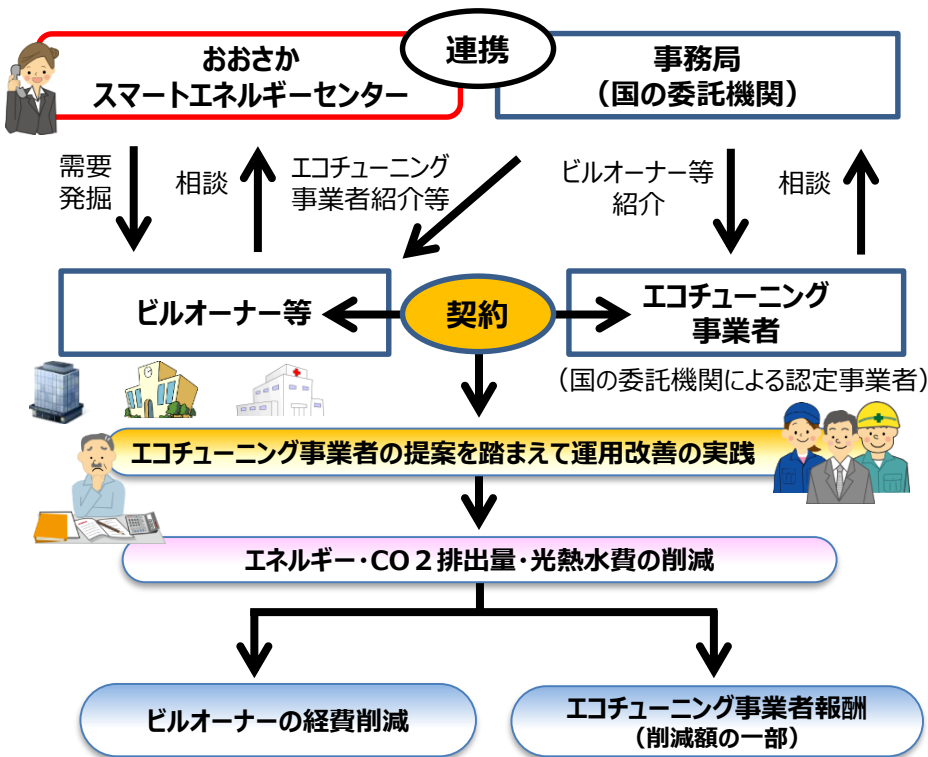 連携
おおさか
スマートエネルギーセンター
事務局
（国の委託機関）
需要
発掘
相談
エコチューニング
事業者紹介等
ビルオーナー等
紹介
相談
ビルオーナー等
契約
エコチューニング
事業者
（国の委託機関による認定事業者）
エコチューニング事業者の提案を踏まえて運用改善の実践
エネルギー・CO２排出量・光熱水費の削減
ビルオーナーの経費削減
エコチューニング事業者報酬
（削減額の一部）